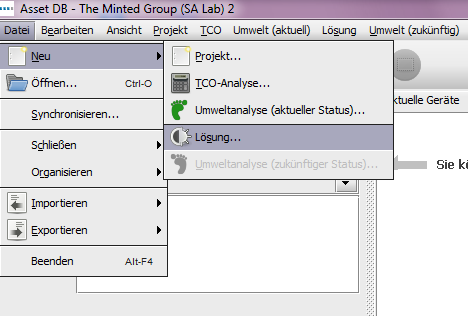 Asset DB - The Minted Group (SA Lab) 2
Datei Bearbeiten Ansicht Projekt TCO Umwelt (aktuell) Lösung Umwelt (zukünftig)
Neu
Öffnen... Ctrl-O
Synchronisieren...
Schließen
Organisieren
Importieren
Exportieren
Beenden Alt-F4
Projekt...
TCO-Analyse...
Umweltanalyse (aktueller Status)...
Lösung...
Umweltanalyse (zukünftiger Status)...
ktuelle Geräte
Sie kö